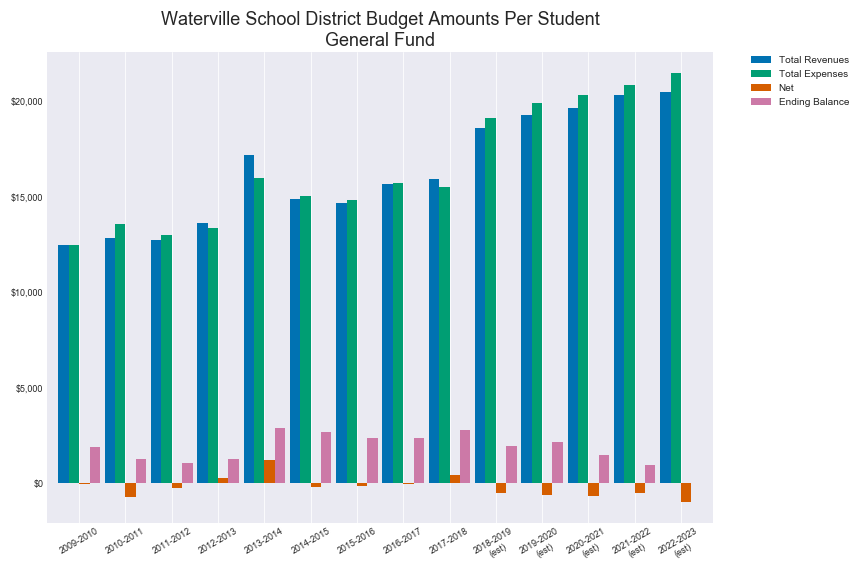 Waterville School District Budget Amounts Per Student
General Fund
Total Revenues
Total Expenses
Net
Ending Balance
$20,000
$15,000
$10,000
$5,000
$0
2009-2010
2010-2011
2011-2012
2012-2013
2013-2014
2014-2015
2015-2016
2016-2017
2017-2018
2018-2019
(est)
2019-2020
(est)
2020-2021
(est)
2021-2022
(est)
2022-2023
(est)